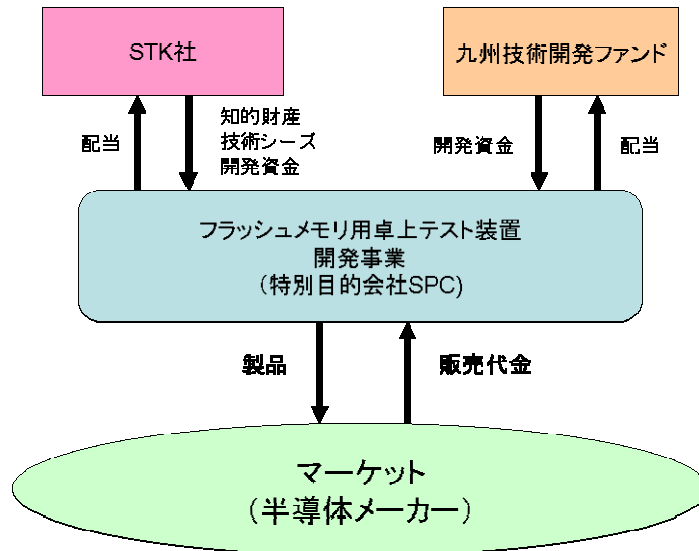 STK社
九州技術開発ファンド
配当
知的財産
技術シーズ
開発資金
開発資金
配当
フラッシュメモリ用卓上テスト装置
開発事業
（特別目的会社SPC)
製品
販売代金
マーケット
（半導体メーカー）